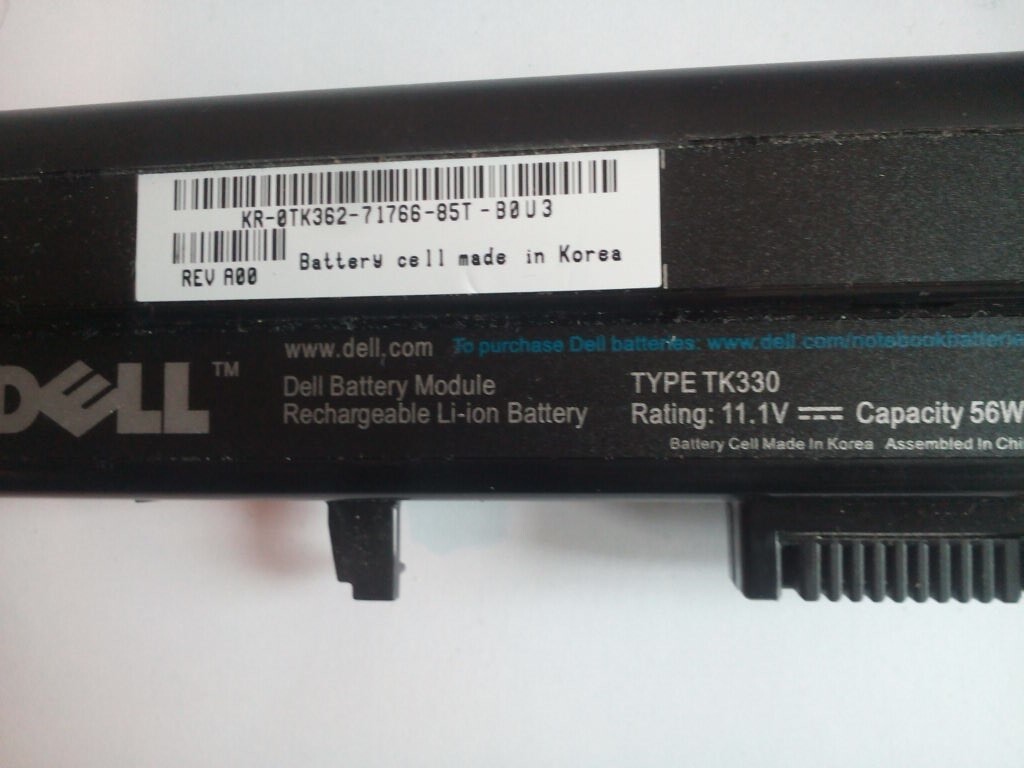 KR-0TK362-71766-85T-B0U3
REV A00 Battery cell made in Korea
DELL™
www.dell.com To purchase Dell batteries: www.dell.com/notebookbatterie
Dell Battery Module TYPE TK330
Rechargeable Li-ion Battery Rating: 11.1V ⎓ Capacity 56W
Battery Cell Made In Korea Assembled In Chi